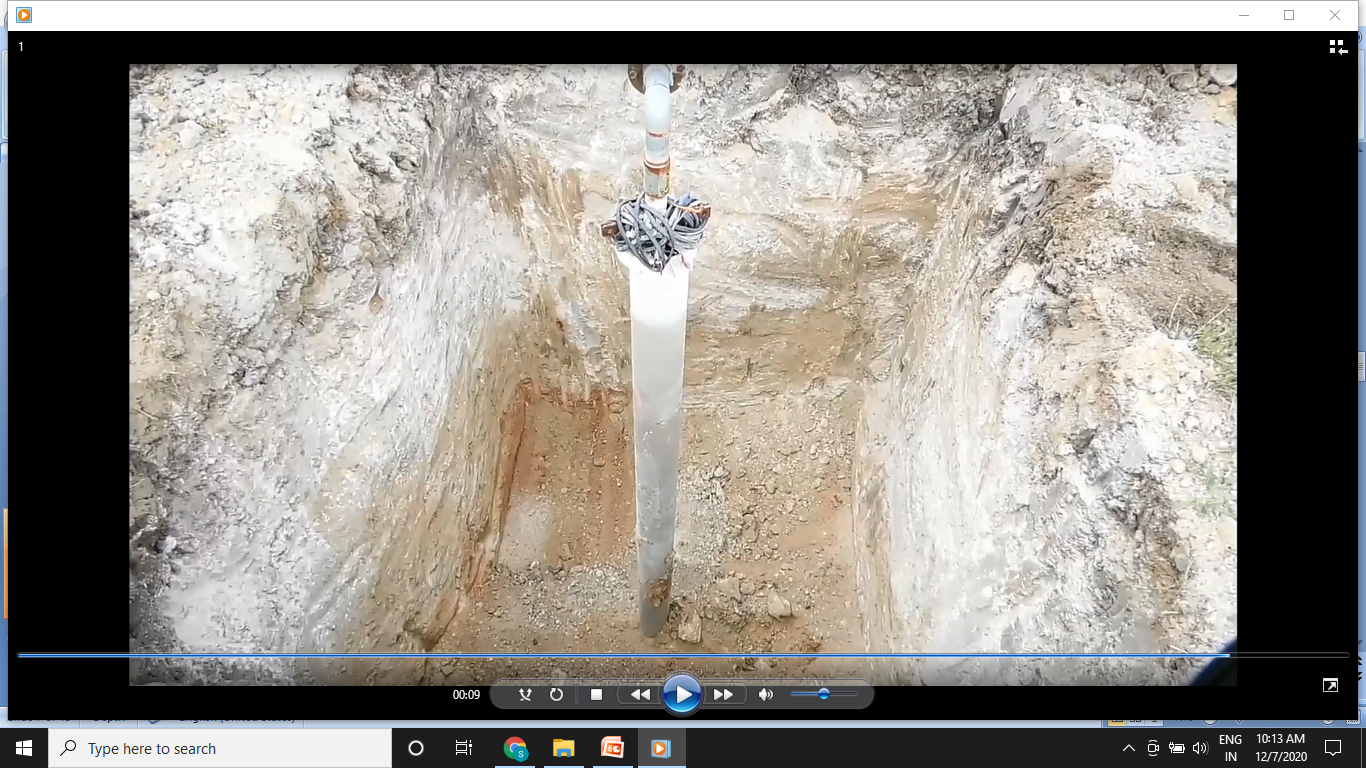 1
00:09
Type here to search
ENG
IN
10:13 AM
12/7/2020